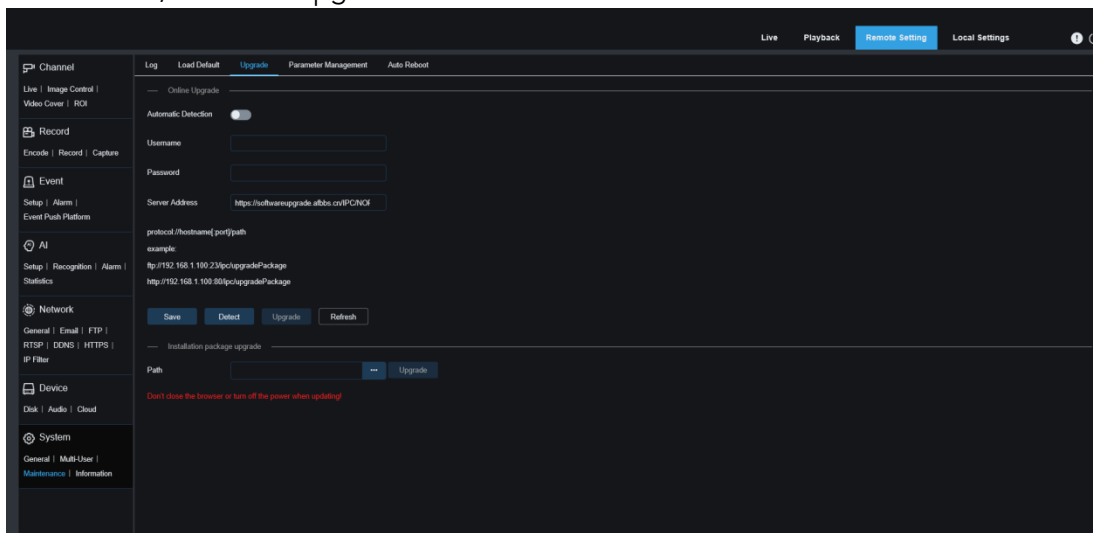 Live Playback Remote Setting Local Settings
Channel
Live | Image Control |
Video Cover | ROI
Record
Encode | Record | Capture
Event
Setup | Alarm |
Event Push Platform
AI
Setup | Recognition | Alarm |
Statistics
Network
General | Email | FTP |
RTSP | DDNS | HTTPS |
IP Filter
Device
Disk | Audio | Cloud
System
General | Multi-User |
Maintenance | Information
Log Load Default Upgrade Parameter Management Auto Reboot
Online Upgrade
Automatic Detection
Username
Password
Server Address https://softwareupgrade.afbbs.cn/IPC/NOF
protocol://hostname[:port]/path
example:
ftp://192.168.1.100:23/ipc/upgradePackage
http://192.168.1.100:80/ipc/upgradePackage
Save Detect Upgrade Refresh
Installation package upgrade
Path ... Upgrade
Don't close the browser or turn off the power when updating!